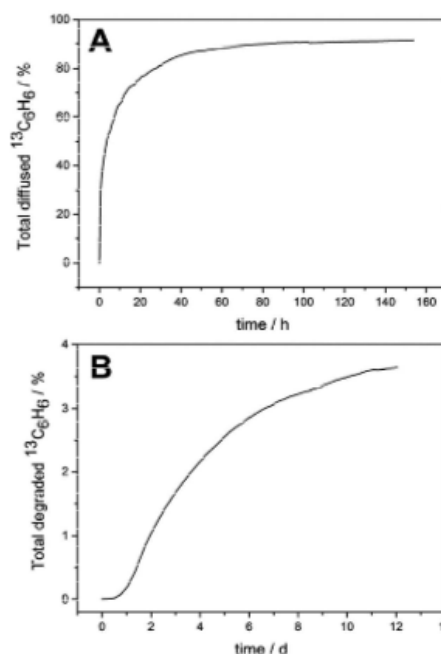 A
100
80
60
40
20
0
Total diffused ¹³C₆H₆ / %
0 20 40 60 80 100 120 140 160
time / h
B
4
3
2
1
0
Total degraded ¹³C₆H₆ / %
0 2 4 6 8 10 12 14
time / d